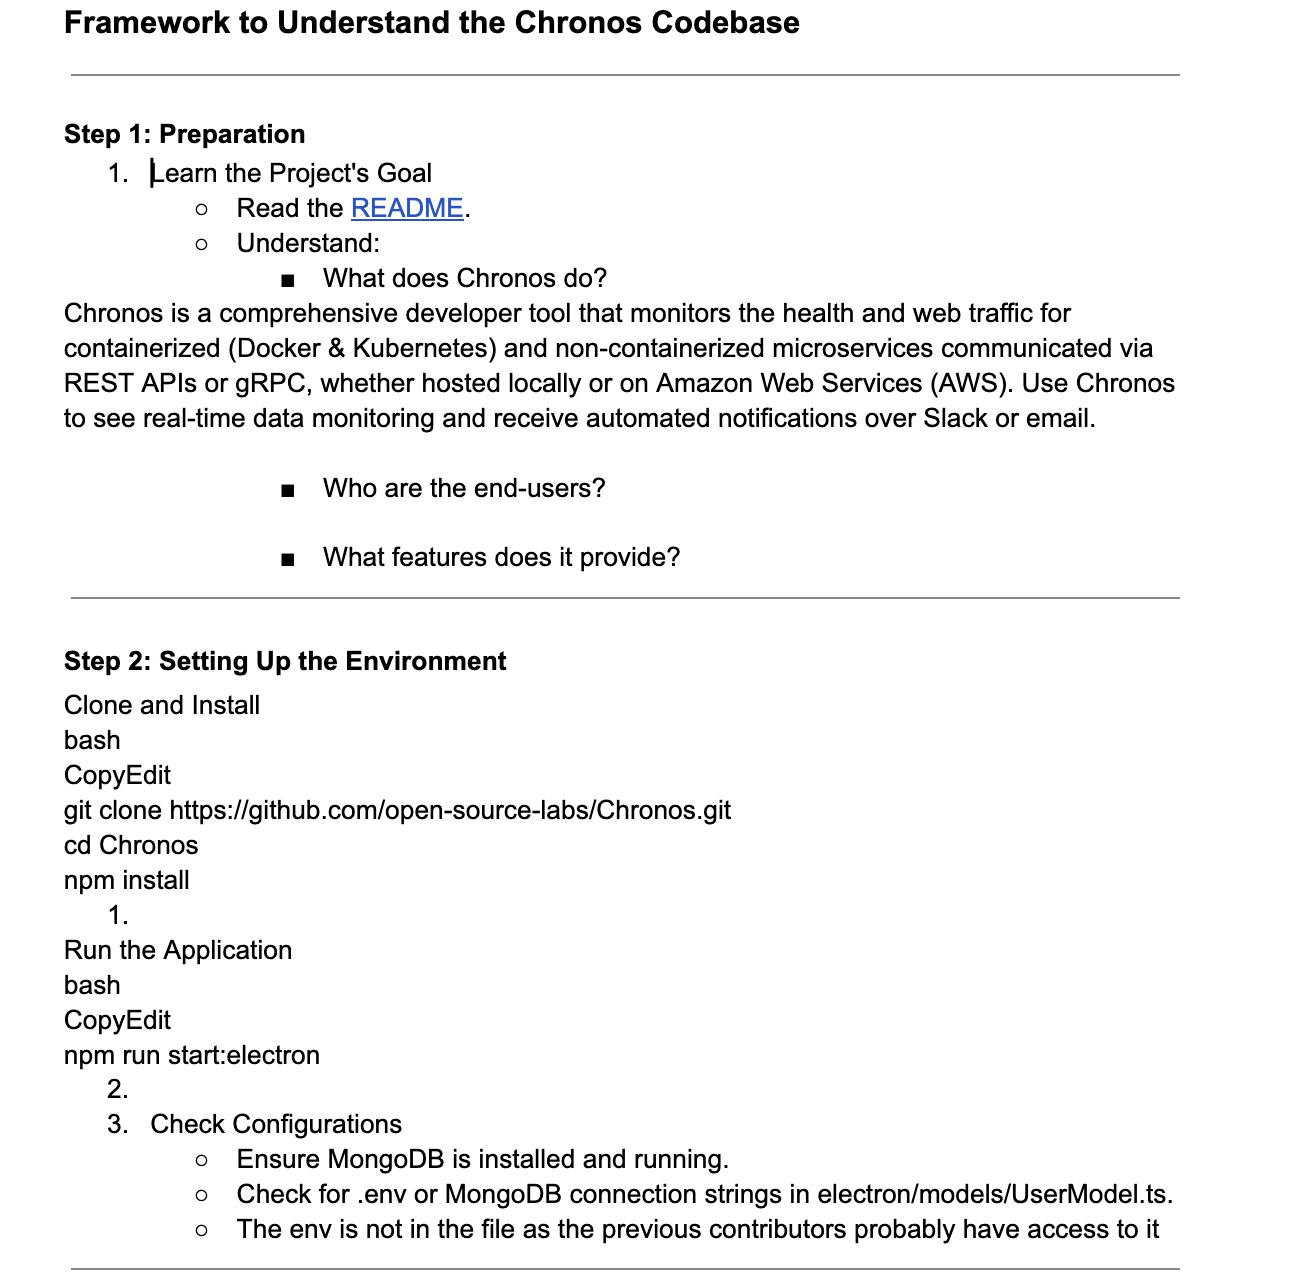 Framework to Understand the Chronos Codebase
Step 1: Preparation
1. Learn the Project's Goal
○ Read the README.
○ Understand:
■ What does Chronos do?
Chronos is a comprehensive developer tool that monitors the health and web traffic for
containerized (Docker & Kubernetes) and non-containerized microservices communicated via
REST APIs or gRPC, whether hosted locally or on Amazon Web Services (AWS). Use Chronos
to see real-time data monitoring and receive automated notifications over Slack or email.
■ Who are the end-users?
■ What features does it provide?
Step 2: Setting Up the Environment
Clone and Install
bash
CopyEdit
git clone https://github.com/open-source-labs/Chronos.git
cd Chronos
npm install
1.
Run the Application
bash
CopyEdit
npm run start:electron
2.
3. Check Configurations
○ Ensure MongoDB is installed and running.
○ Check for .env or MongoDB connection strings in electron/models/UserModel.ts.
○ The env is not in the file as the previous contributors probably have access to it